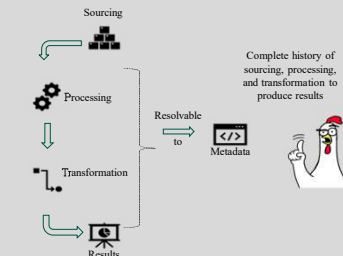 Sourcing
Processing
Transformation
Results
Resolvable
to
</>
Metadata
Complete history of
sourcing, processing,
and transformation to
produce results